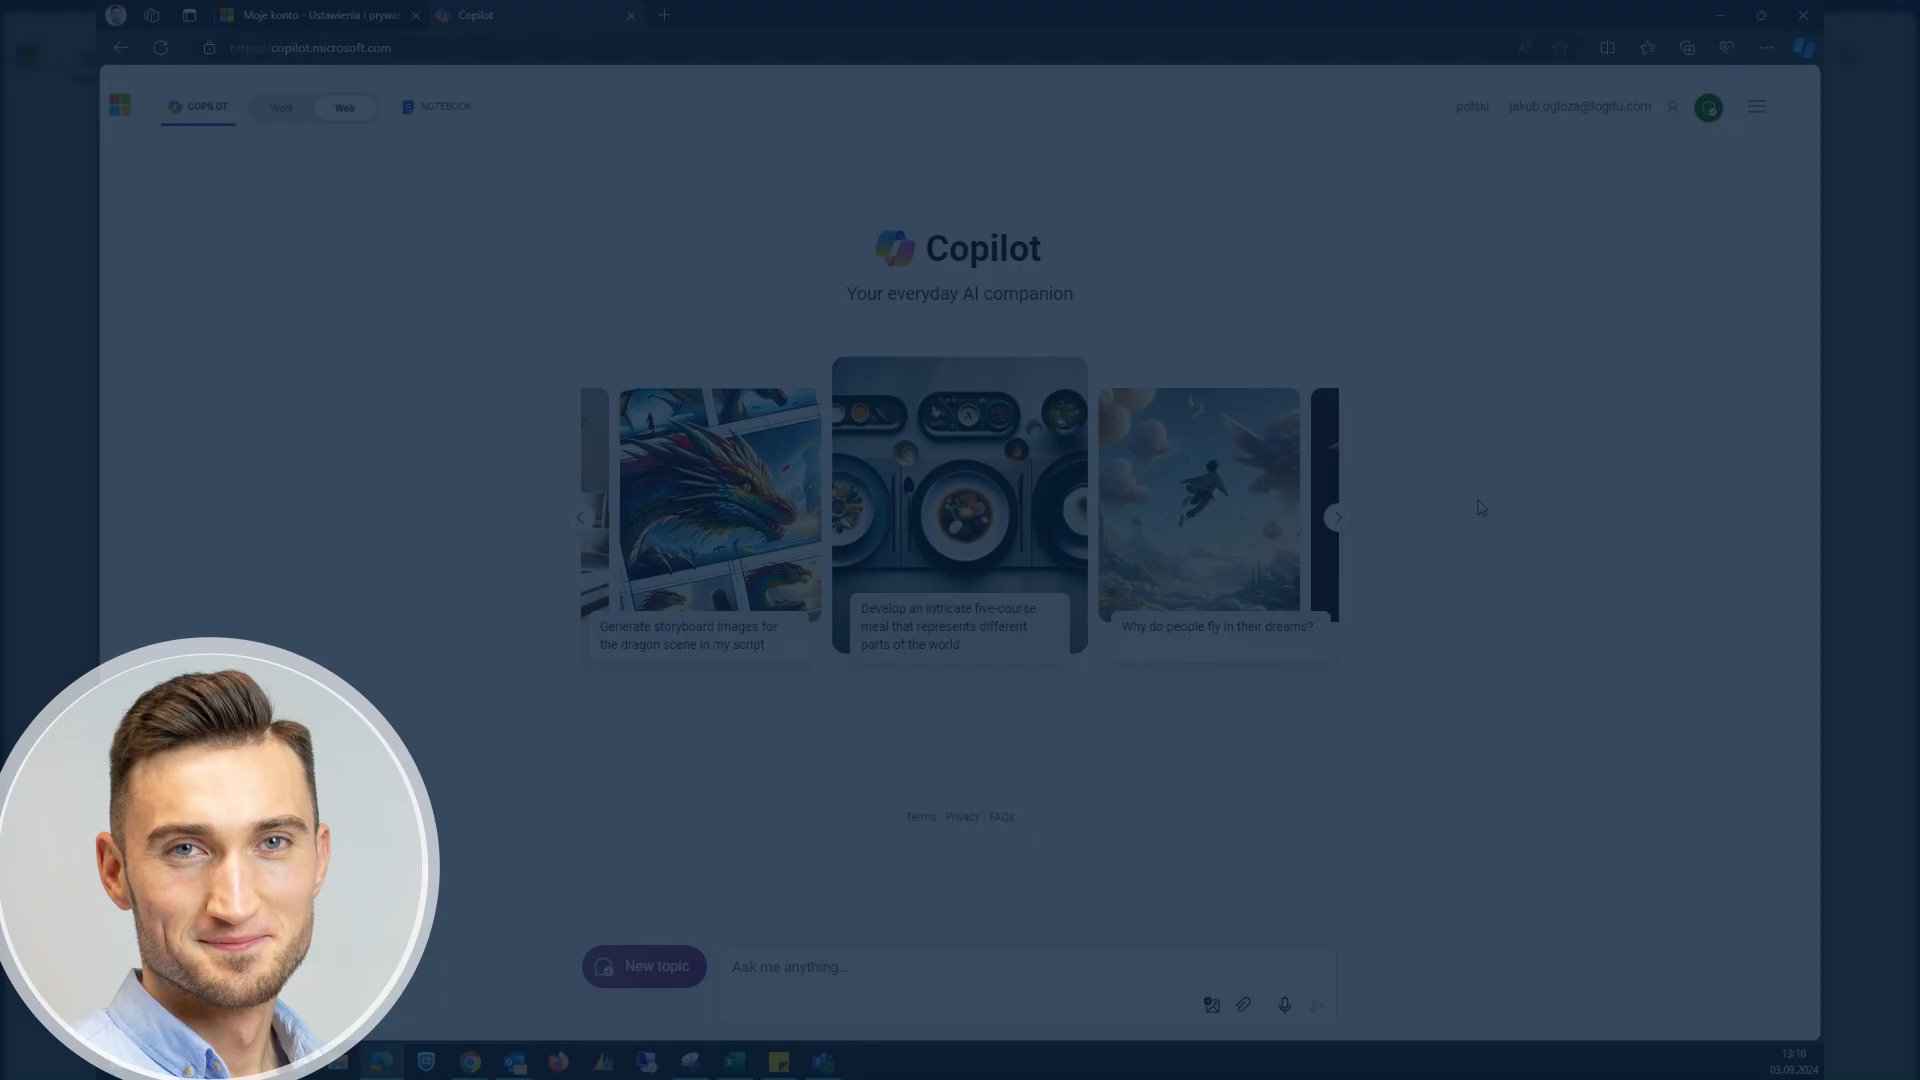 Moje konto - Ustawienia i prywat
Copilot
https://copilot.microsoft.com
COPILOT
Work
Web
NOTEBOOK
polski
jakub.ogloza@logifu.com
Copilot
Your everyday AI companion
Generate storyboard images for
the dragon scene in my script
Develop an intricate five-course
meal that represents different
parts of the world
Why do people fly in their dreams?
Terms | Privacy | FAQs
New topic
Ask me anything...
13:10
03.09.2024